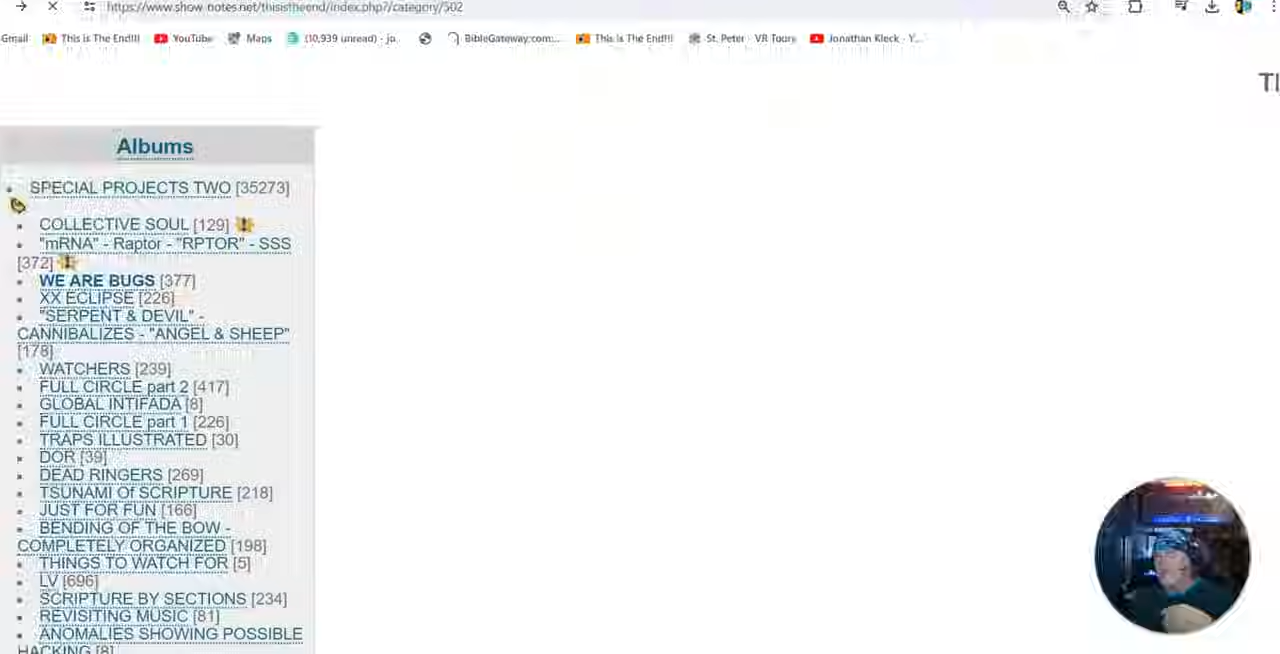 https://www.show-notes.net/thisistheend/index.php?/category/502
Gmail This is The End!!!! YouTube Maps (10,939 unread) - jo... BibleGateway.com:... This Is The End!!! St. Peter - VR Tours Jonathan Kleck - Y...
Albums
SPECIAL PROJECTS TWO [35273]
COLLECTIVE SOUL [129]
"mRNA" - Raptor - "RPTOR" - SSS
[372]
WE ARE BUGS [377]
XX ECLIPSE [226]
"SERPENT & DEVIL" -
CANNIBALIZES - "ANGEL & SHEEP"
[178]
WATCHERS [239]
FULL CIRCLE part 2 [417]
GLOBAL INTIFADA [8]
FULL CIRCLE part 1 [226]
TRAPS ILLUSTRATED [30]
DOR [39]
DEAD RINGERS [269]
TSUNAMI Of SCRIPTURE [218]
JUST FOR FUN [166]
BENDING OF THE BOW -
COMPLETELY ORGANIZED [198]
THINGS TO WATCH FOR [5]
LV [696]
SCRIPTURE BY SECTIONS [234]
REVISITING MUSIC [81]
ANOMALIES SHOWING POSSIBLE
HACKING [8]